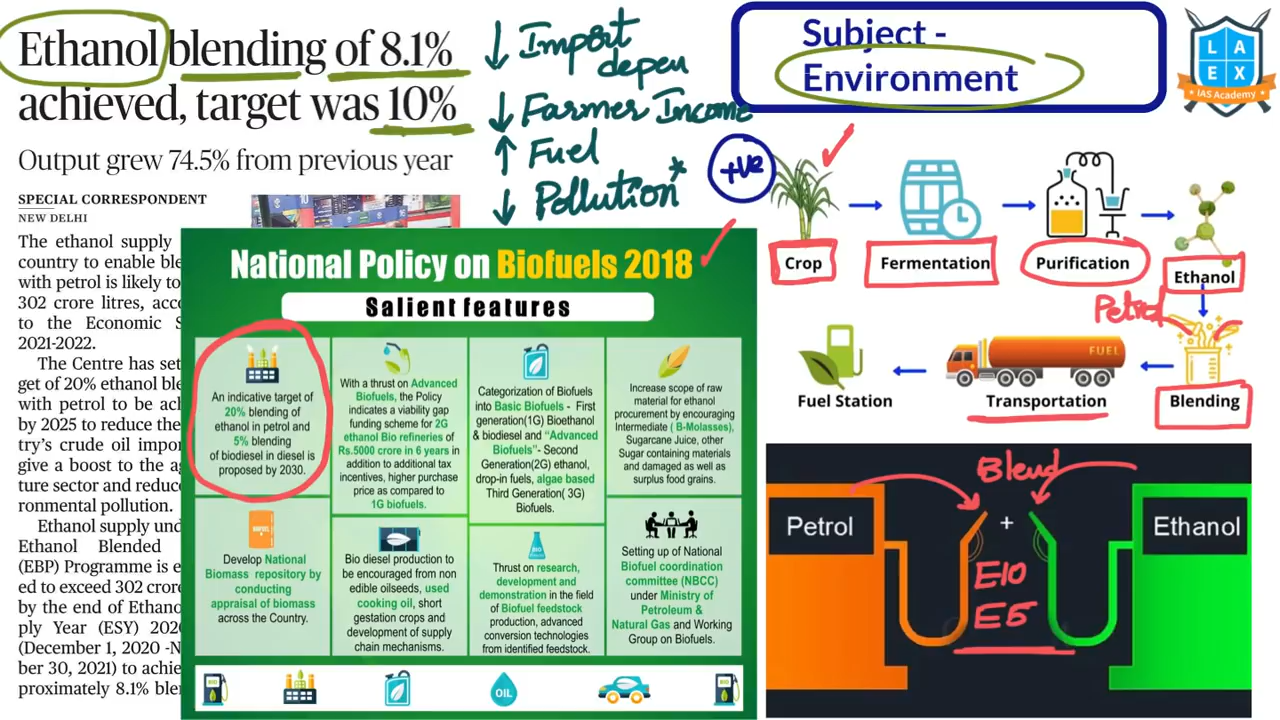 Ethanol blending of 8.1%
achieved, target was 10%
Output grew 74.5% from previous year
SPECIAL CORRESPONDENT
NEW DELHI
The ethanol supply
country to enable ble
with petrol is likely to
302 crore litres, acco
to the Economic S
2021-2022.
The Centre has set
get of 20% ethanol ble
with petrol to be ach
by 2025 to reduce the
try's crude oil impor
give a boost to the ag
ture sector and reduce
ronmental pollution.
Ethanol supply und
Ethanol Blended
(EBP) Programme is e
ed to exceed 302 crore
by the end of Ethano
ply Year (ESY) 2020
(December 1, 2020 -N
ber 30, 2021) to achie
proximately 8.1% bler
↓ Import
depen
↓ Farmer Income
↑ Fuel
↓ Pollution*
Subject -
Environment
LAEX
IAS Academy
National Policy on Biofuels 2018
Salient features
An indicative target of
20% blending of
ethanol in petrol and
5% blending
of biodiesel in diesel is
proposed by 2030.
With a thrust on Advanced
Biofuels, the Policy
indicates a viability gap
funding scheme for 2G
ethanol Bio refineries of
Rs.5000 crore in 6 years in
addition to additional tax
incentives, higher purchase
price as compared to
1G biofuels.
Categorization of Biofuels
into Basic Biofuels - First
generation(1G) Bioethanol
& biodiesel and “Advanced
Biofuels”- Second
Generation(2G) ethanol,
drop-in fuels, algae based
Third Generation( 3G)
Biofuels.
Increase scope of raw
material for ethanol
procurement by encouraging
Intermediate ( B-Molasses),
Sugarcane Juice, other
Sugar containing materials
and damaged as well as
surplus food grains.
Develop National
Biomass repository by
conducting
appraisal of biomass
across the Country.
Bio diesel production to
be encouraged from non
edible oilseeds, used
cooking oil, short
gestation crops and
development of supply
chain mechanisms.
Thrust on research,
development and
demonstration in the field
of Biofuel feedstock
production, advanced
conversion technologies
from identified feedstock.
Setting up of National
Biofuel coordination
committee (NBCC)
under Ministry of
Petroleum &
Natural Gas and Working
Group on Biofuels.
BIO
OIL
BIO
+ve
Crop
Fermentation
Purification
Ethanol
Petrol
Fuel Station
FUEL
Transportation
Blending
Blend
Petrol
+
Ethanol
E10
E5